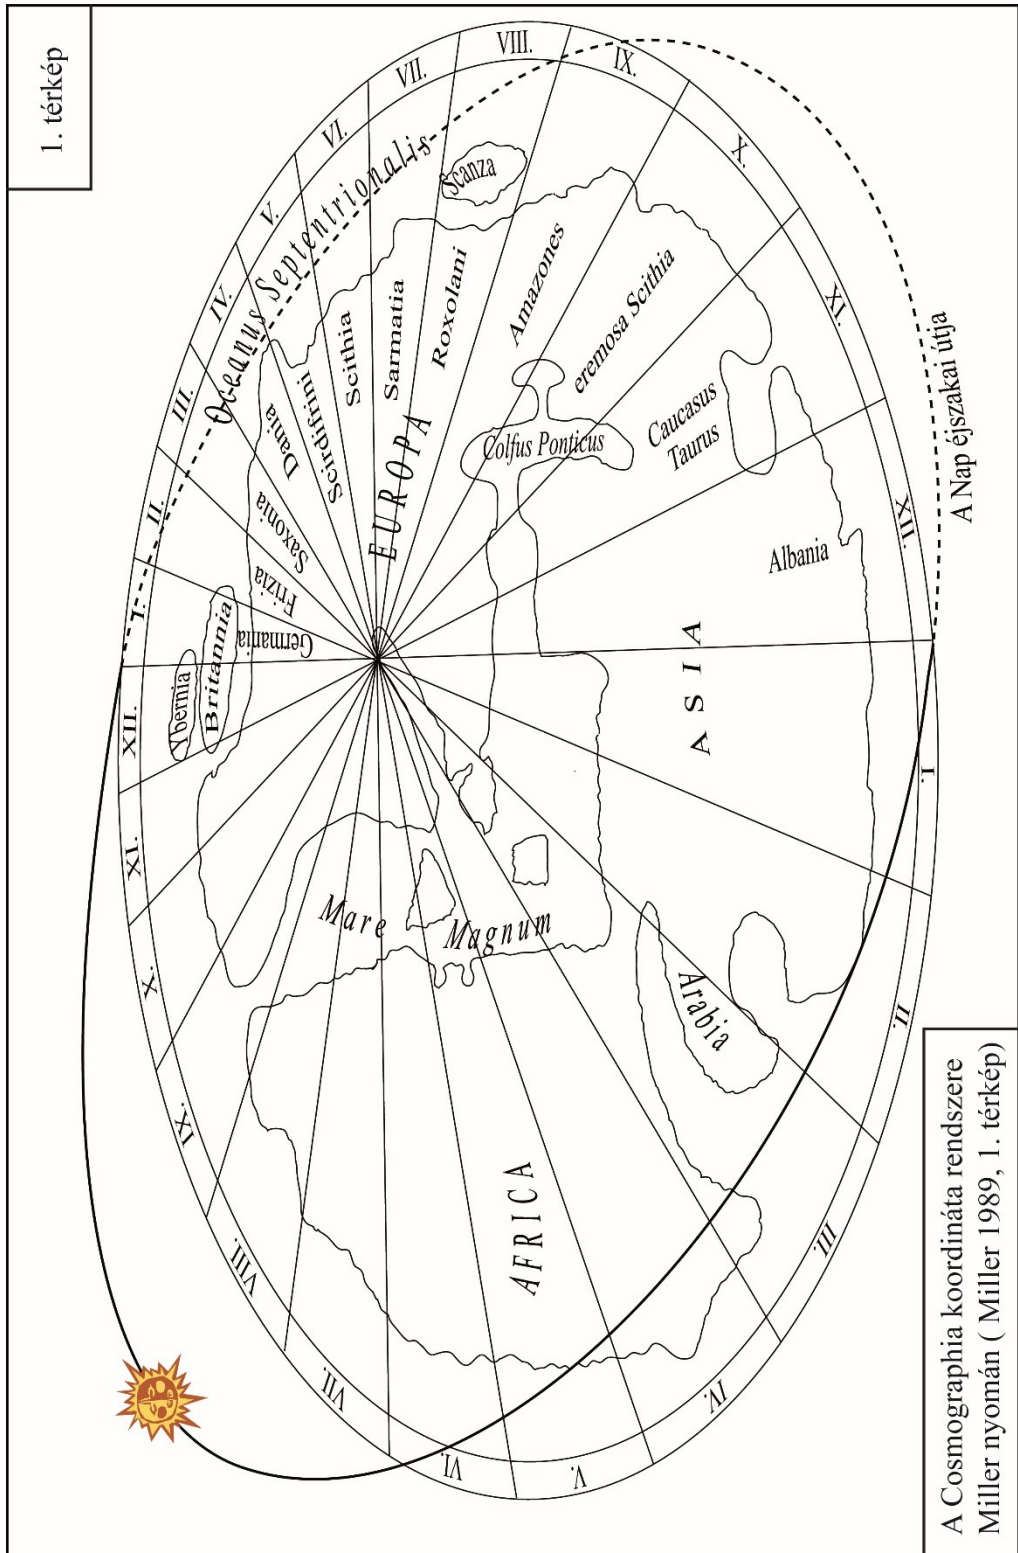 1. térkép
VIII.
IX.
X.
XI.
XII.
I.
II.
III.
IV.
V.
VI.
VII.
VIII.
IX.
X.
XI.
XII.
I.
II.
III.
IV.
V.
VI.
VII.
Oceanus Septentrionalis
Scanza
Ybernia
Britannia
Germania
Frizia
Saxonia
Dania
Scirdifrini
Scithia
Sarmatia
Roxolani
Amazones
eremosa Scithia
Caucasus
Taurus
Albania
EUROPA
Colfus Ponticus
ASIA
Mare Magnum
Arabia
AFRICA
A Nap éjszakai útja
A Cosmographia koordináta rendszere
Miller nyomán ( Miller 1989, 1. térkép)